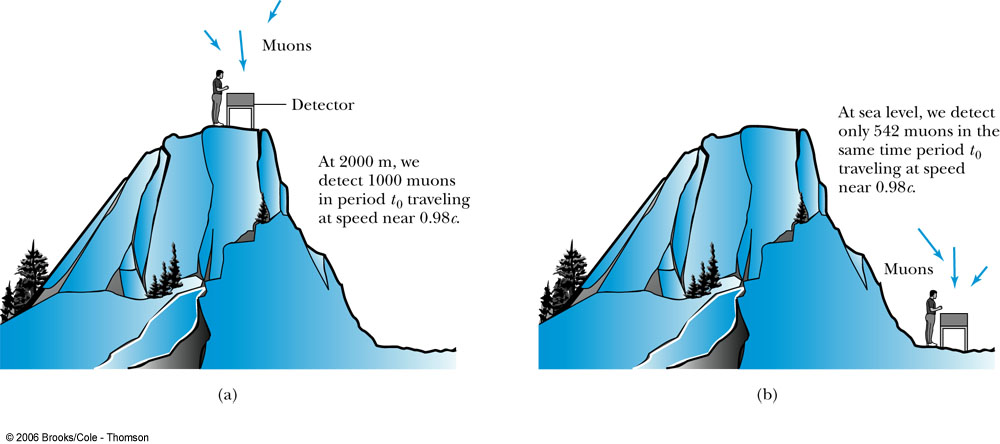 Muons
Detector
At 2000 m, we
detect 1000 muons
in period t₀ traveling
at speed near 0.98c.
(a)
At sea level, we detect
only 542 muons in the
same time period t₀
traveling at speed
near 0.98c.
Muons
(b)
© 2006 Brooks/Cole - Thomson